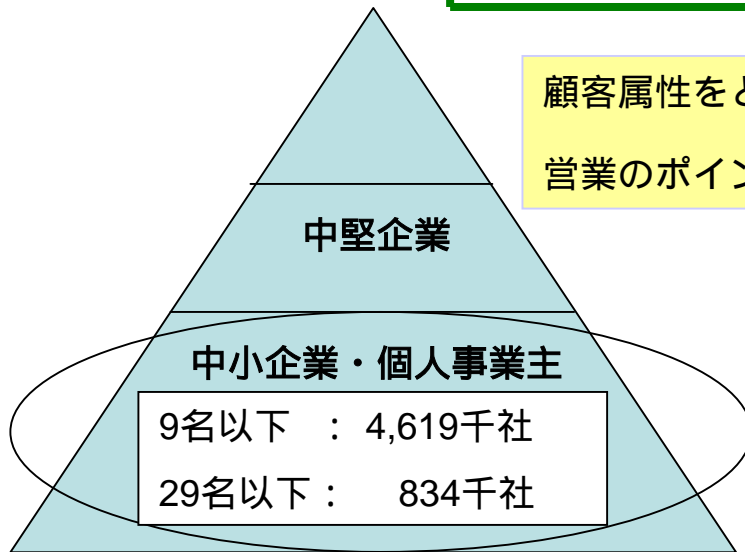 顧客属性をと
営業のポイン
中堅企業
中小企業・個人事業主
9名以下 : 4,619千社
29名以下: 834千社